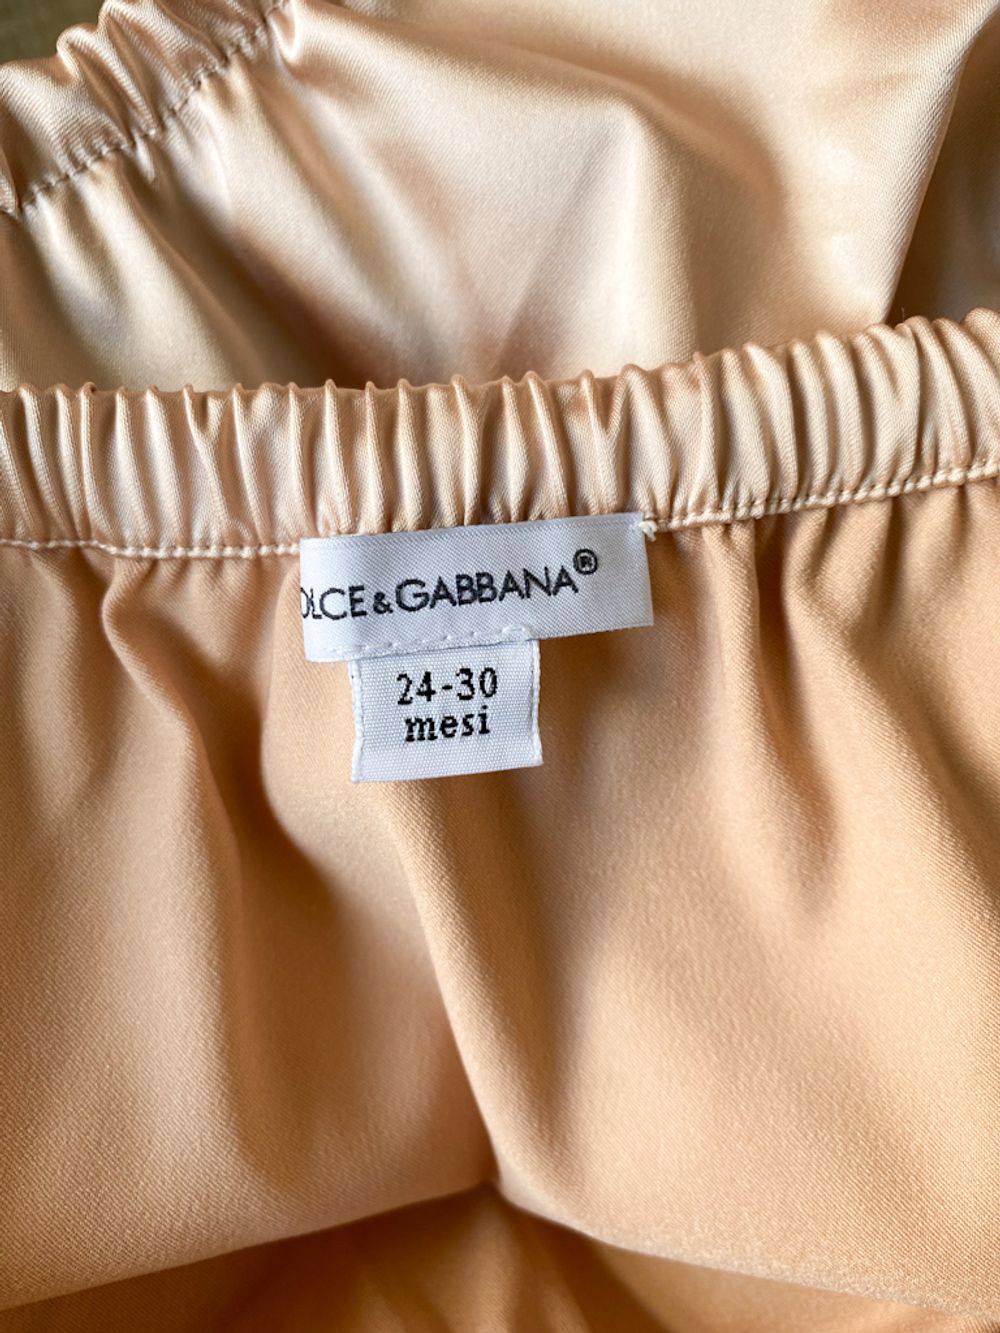 OLCE & GABBANA®
24-30
mesi